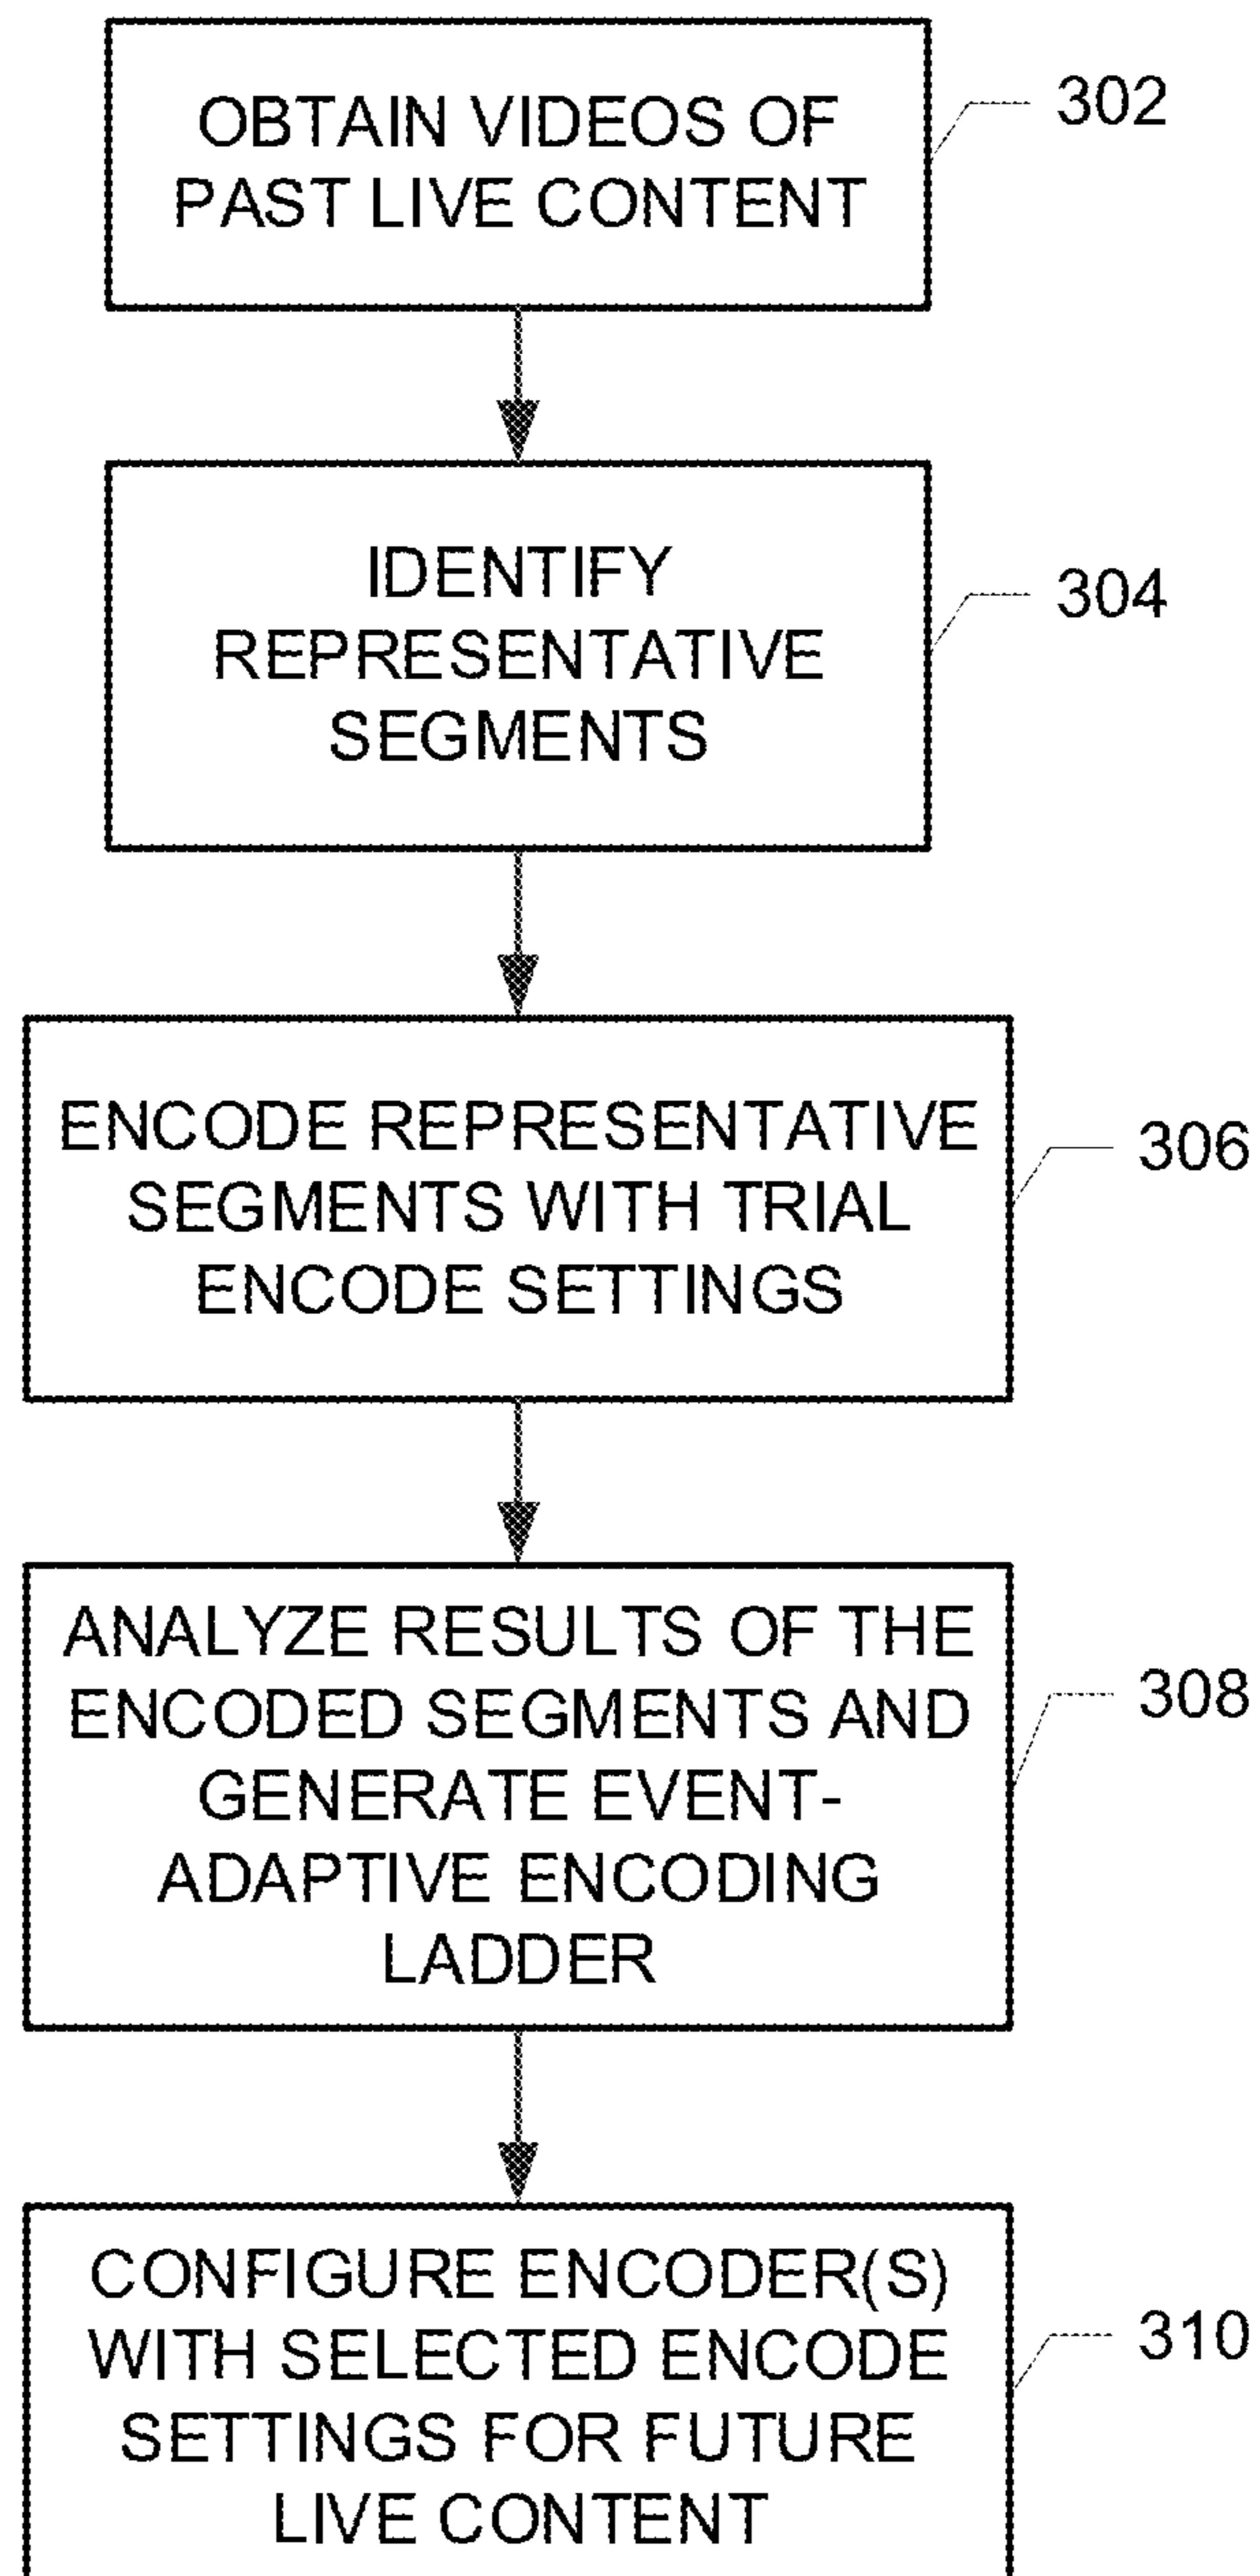 OBTAIN VIDEOS OF
PAST LIVE CONTENT
302
IDENTIFY
REPRESENTATIVE
SEGMENTS
304
ENCODE REPRESENTATIVE
SEGMENTS WITH TRIAL
ENCODE SETTINGS
306
ANALYZE RESULTS OF THE
ENCODED SEGMENTS AND
GENERATE EVENT-
ADAPTIVE ENCODING
LADDER
308
CONFIGURE ENCODER(S)
WITH SELECTED ENCODE
SETTINGS FOR FUTURE
LIVE CONTENT
310